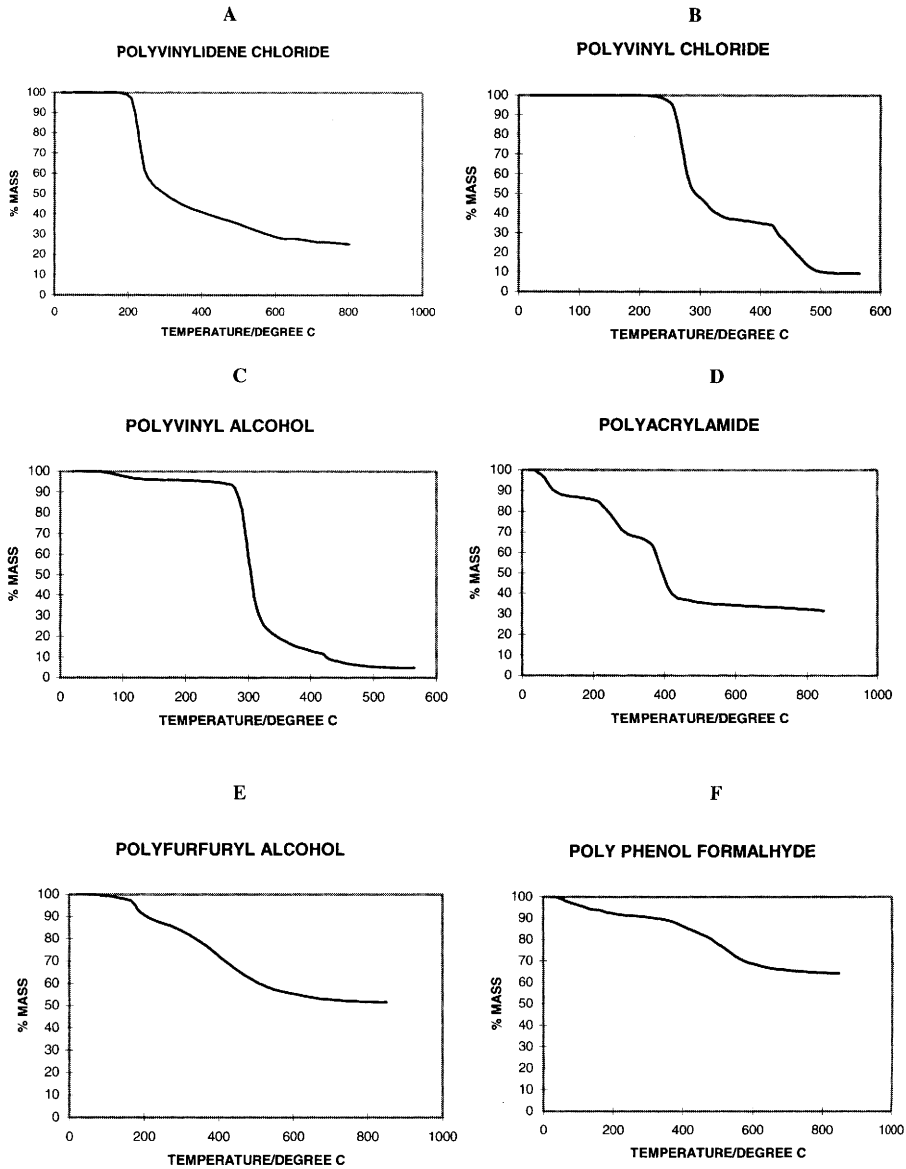 A
POLYVINYLIDENE CHLORIDE
100
90
80
70
60
50
40
30
20
10
0
% MASS
0 200 400 600 800 1000
TEMPERATURE/DEGREE C
B
POLYVINYL CHLORIDE
100
90
80
70
60
50
40
30
20
10
0
% MASS
0 100 200 300 400 500 600
TEMPERATURE/DEGREE C
C
POLYVINYL ALCOHOL
100
90
80
70
60
50
40
30
20
10
0
% MASS
0 100 200 300 400 500 600
TEMPERATURE/DEGREE C
D
POLYACRYLAMIDE
100
90
80
70
60
50
40
30
20
10
0
% MASS
0 200 400 600 800 1000
TEMPERATURE/DEGREE C
E
POLYFURFURYL ALCOHOL
100
90
80
70
60
50
40
30
20
10
0
% MASS
0 200 400 600 800 1000
TEMPERATURE/DEGREE C
F
POLY PHENOL FORMALHYDE
100
90
80
70
60
50
40
30
20
10
0
% MASS
0 200 400 600 800 1000
TEMPERATURE/DEGREE C